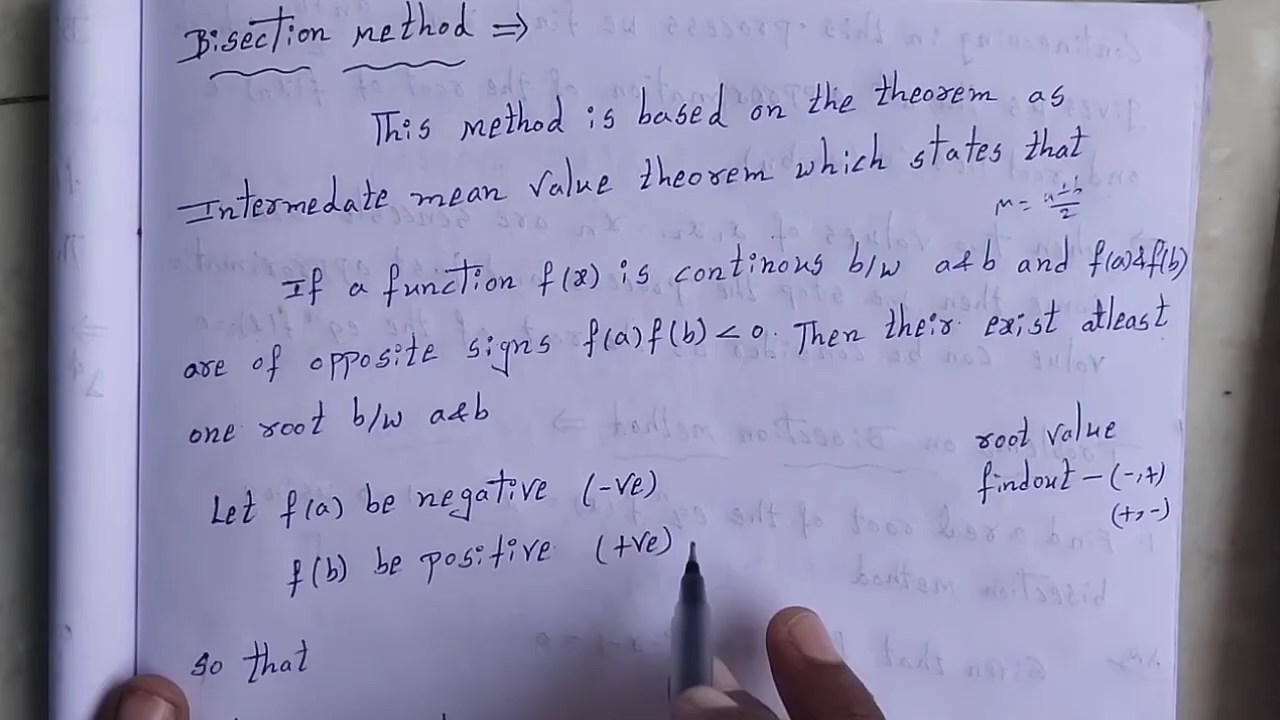 Bisection method ⇒
This method is based on the theorem as
Intermedate mean value theorem which states that
If a function f(x) is continous b/w a&b and f(a)&f(b)
are of opposite signs f(a)f(b)<0. Then their exist atleast
one root b/w a&b
Let f(a) be negative (-ve)
f(b) be positive (+ve)
so that
root value
findout - (-,+)
(+,-)